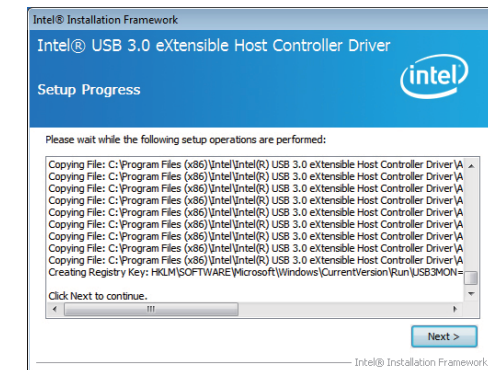 Intel® Installation Framework
Intel® USB 3.0 eXtensible Host Controller Driver
intel
Setup Progress
Please wait while the following setup operations are performed:
Copying File: C:\Program Files (x86)\Intel\Intel(R) USB 3.0 eXtensible Host Controller Driver\A
Copying File: C:\Program Files (x86)\Intel\Intel(R) USB 3.0 eXtensible Host Controller Driver\A
Copying File: C:\Program Files (x86)\Intel\Intel(R) USB 3.0 eXtensible Host Controller Driver\A
Copying File: C:\Program Files (x86)\Intel\Intel(R) USB 3.0 eXtensible Host Controller Driver\A
Copying File: C:\Program Files (x86)\Intel\Intel(R) USB 3.0 eXtensible Host Controller Driver\A
Copying File: C:\Program Files (x86)\Intel\Intel(R) USB 3.0 eXtensible Host Controller Driver\A
Copying File: C:\Program Files (x86)\Intel\Intel(R) USB 3.0 eXtensible Host Controller Driver\A
Copying File: C:\Program Files (x86)\Intel\Intel(R) USB 3.0 eXtensible Host Controller Driver\A
Copying File: C:\Program Files (x86)\Intel\Intel(R) USB 3.0 eXtensible Host Controller Driver\A
Creating Registry Key: HKLM\SOFTWARE\Microsoft\Windows\CurrentVersion\Run\USB3MON=
Click Next to continue.
Next >
Intel® Installation Framework